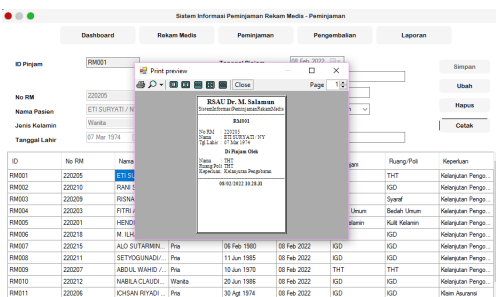 Sistem Informasi Peminjaman Rekam Medis - Peminjaman
Dashboard Rekam Medis Peminjaman Pengembalian Laporan
ID Pinjam RM001 Tanggal Pinjam 08 Feb 2022
No RM 220205
Nama Pasien ETI SURYATI / N
Jenis Kelamin Wanita
Tanggal Lahir 07 Mar 1974
Simpan
Ubah
Hapus
Cetak
Print preview
Close Page 1
RSAU Dr. M. Salamun
SistemInformasiPeminjamanRekamMedis
RM001
No RM : 220205
Nama : ETI SURYATI / NY
Tgl Lahir : 07 Mar 1974
Di Pinjam Oleh
Nama : THT
Ruang/Poli : THT
Keperluan : Kelanjutan Pengobatan
08/02/2022 10.28.31
ID No RM Nama jam Ruang/Poli Keperluan
RM001 220205 ETI SU THT Kelanjutan Pengo...
RM002 220210 RANI S IGD Kelanjutan Pengo...
RM003 220209 RISNA Syaraf Kelanjutan Pengo...
RM004 220203 FITRI A Umum Bedah Umum Kelanjutan Pengo...
RM005 220201 HENDI Kelamin Kulit Kelamin Kelanjutan Pengo...
RM006 220218 M. ILH IGD Kelanjutan Pengo...
RM007 220215 ALO SUTARMIN... Pria 06 Feb 1980 08 Feb 2022 IGD IGD Kelanjutan Pengo...
RM008 220211 SETYOGUNADI/... Pria 11 Jun 1985 08 Feb 2022 IGD IGD Kelanjutan Pengo...
RM009 220207 ABDUL WAHID /... Pria 10 Jun 1970 08 Feb 2022 THT THT Kelanjutan Pengo...
RM010 220212 NABILA CLAUDI... Wanita 20 Jun 1986 08 Feb 2022 IGD IGD Kelanjutan Pengo...
RM011 220206 ICHSAN RIYADI ... Pria 30 Agt 1974 08 Feb 2022 IGD IGD Klaim Asuransi